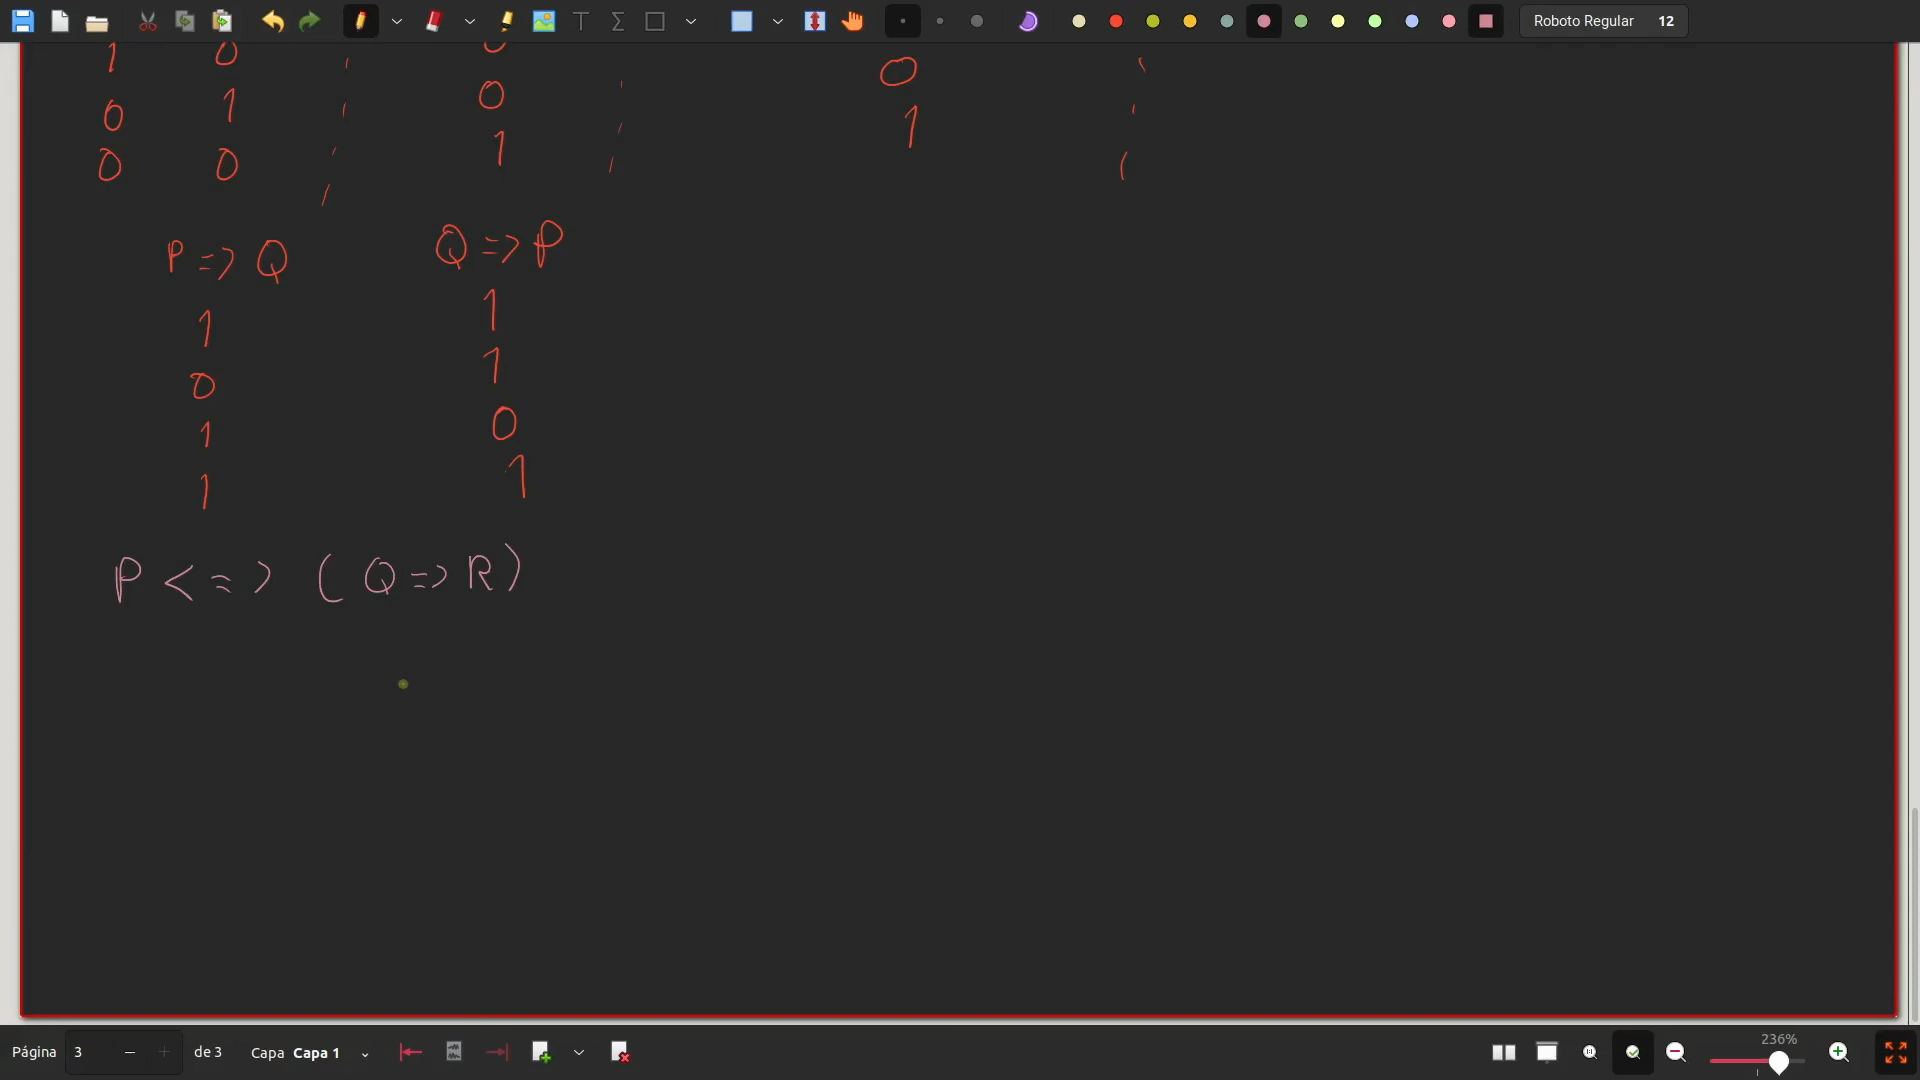 Roboto Regular 12
1 0 0 0
0 1 0 1
0 0 1
P => Q Q => P
1 1
0 1
1 0
1 1
P <=> ( Q => R )
236%
Página 3 de 3 Capa Capa 1